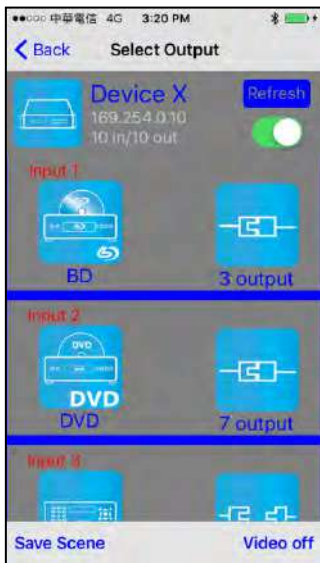 中華電信 4G 3:20 PM
Back Select Output
Device X Refresh
169.254.0.10
10 in/10 out
Input 1
BD 3 output
Input 2
DVD
DVD
DVD 7 output
Input 3
Save Scene Video off